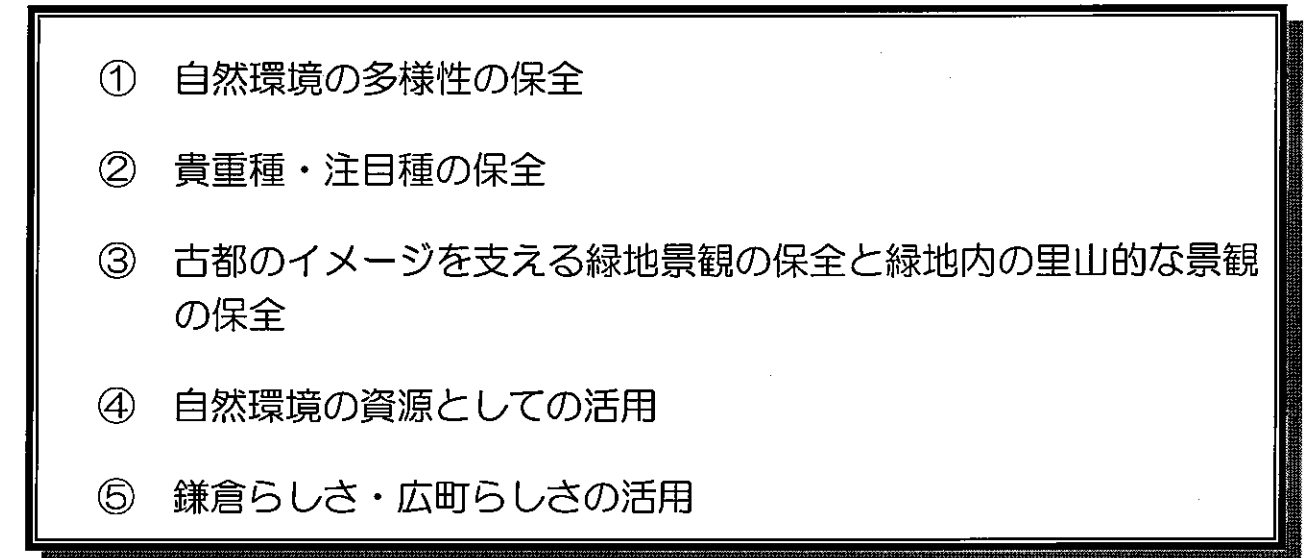 ① 自然環境の多様性の保全
② 貴重種・注目種の保全
③ 古都のイメージを支える緑地景観の保全と緑地内の里山的な景観
の保全
④ 自然環境の資源としての活用
⑤ 鎌倉らしさ・広町らしさの活用